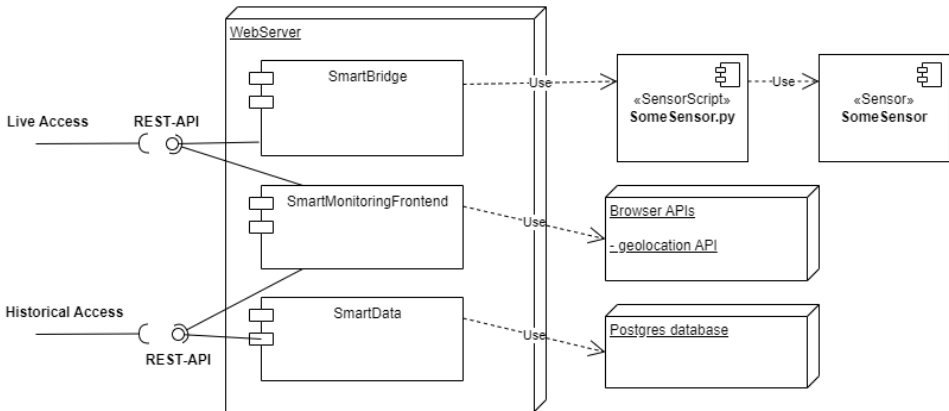 WebServer
SmartBridge
Use
«SensorScript»
SomeSensor.py
Use
«Sensor»
SomeSensor
Live Access
REST-API
SmartMonitoringFrontend
Use
Browser APIs
- geolocation API
Historical Access
REST-API
SmartData
Use
Postgres database